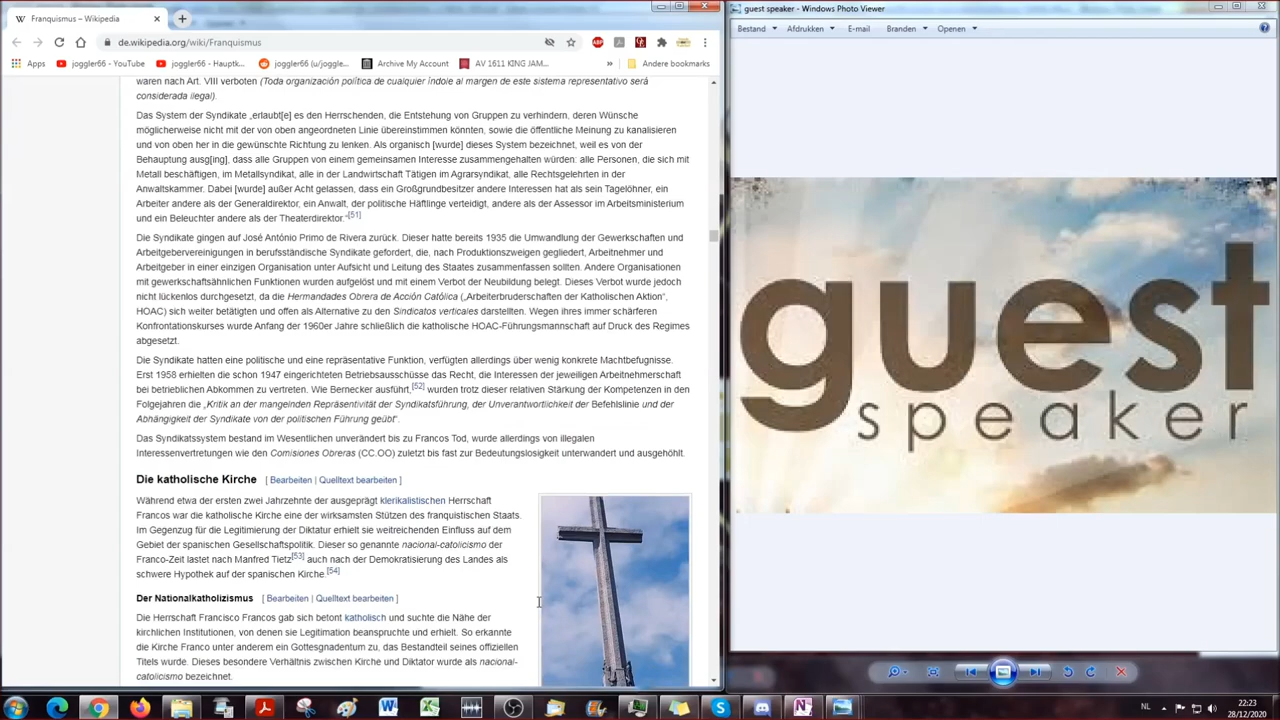 Franquismus – Wikipedia
de.wikipedia.org/wiki/Franquismus
Apps
joggler66 - YouTube
joggler66 - Hauptk...
joggler66 (u/joggle...
Archive My Account
AV 1611 KING JAM...
»
Andere bookmarks
waren nach Art. VIII verboten (Toda organización política de cualquier índole al margen de este sistema representativo será
considerada ilegal).
Das System der Syndikate „erlaubt[e] es den Herrschenden, die Entstehung von Gruppen zu verhindern, deren Wünsche
möglicherweise nicht mit der von oben angeordneten Linie übereinstimmen könnten, sowie die öffentliche Meinung zu kanalisieren
und von oben her in die gewünschte Richtung zu lenken. Als organisch [wurde] dieses System bezeichnet, weil es von der
Behauptung ausg[ing], dass alle Gruppen von einem gemeinsamen Interesse zusammengehalten würden: alle Personen, die sich mit
Metall beschäftigen, im Metallsyndikat, alle in der Landwirtschaft Tätigen im Agrarsyndikat, alle Rechtsgelehrten in der
Anwaltskammer. Dabei [wurde] außer Acht gelassen, dass ein Großgrundbesitzer andere Interessen hat als sein Tagelöhner, ein
Arbeiter andere als der Generaldirektor, ein Anwalt, der politische Häftlinge verteidigt, andere als der Assessor im Arbeitsministerium
und ein Beleuchter andere als der Theaterdirektor.“[51]
Die Syndikate gingen auf José António Primo de Rivera zurück. Dieser hatte bereits 1935 die Umwandlung der Gewerkschaften und
Arbeitgebervereinigungen in berufsständische Syndikate gefordert, die, nach Produktionszweigen gegliedert, Arbeitnehmer und
Arbeitgeber in einer einzigen Organisation unter Aufsicht und Leitung des Staates zusammenfassen sollten. Andere Organisationen
mit gewerkschaftsähnlichen Funktionen wurden aufgelöst und mit einem Verbot der Neubildung belegt. Dieses Verbot wurde jedoch
nicht lückenlos durchgesetzt, da die Hermandades Obrera de Acción Católica („Arbeiterbruderschaften der Katholischen Aktion“,
HOAC) sich weiter betätigten und offen als Alternative zu den Sindicatos verticales darstellten. Wegen ihres immer schärferen
Konfrontationskurses wurde Anfang der 1960er Jahre schließlich die katholische HOAC-Führungsmannschaft auf Druck des Regimes
abgesetzt.
Die Syndikate hatten eine politische und eine repräsentative Funktion, verfügten allerdings über wenig konkrete Machtbefugnisse.
Erst 1958 erhielten die schon 1947 eingerichteten Betriebsausschüsse das Recht, die Interessen der jeweiligen Arbeitnehmerschaft
bei betrieblichen Abkommen zu vertreten. Wie Bernecker ausführt,[52] wurden trotz dieser relativen Stärkung der Kompetenzen in den
Folgejahren die „Kritik an der mangelnden Repräsentativität der Syndikatsführung, der Unverantwortlichkeit der Befehlslinie und der
Abhängigkeit der Syndikate von der politischen Führung geübt“.
Das Syndikatssystem bestand im Wesentlichen unverändert bis zu Francos Tod, wurde allerdings von illegalen
Interessenvertretungen wie den Comisiones Obreras (CC.OO) zuletzt bis fast zur Bedeutungslosigkeit unterwandert und ausgehöhlt.
Die katholische Kirche [ Bearbeiten | Quelltext bearbeiten ]
Während etwa der ersten zwei Jahrzehnte der ausgeprägt klerikalistischen Herrschaft
Francos war die katholische Kirche eine der wirksamsten Stützen des franquistischen Staats.
Im Gegenzug für die Legitimierung der Diktatur erhielt sie weitreichenden Einfluss auf dem
Gebiet der spanischen Gesellschaftspolitik. Dieser so genannte nacional-catolicismo der
Franco-Zeit lastet nach Manfred Tietz[53] auch nach der Demokratisierung des Landes als
schwere Hypothek auf der spanischen Kirche.[54]
Der Nationalkatholizismus [ Bearbeiten | Quelltext bearbeiten ]
Die Herrschaft Francisco Francos gab sich betont katholisch und suchte die Nähe der
kirchlichen Institutionen, von denen sie Legitimation beanspruchte und erhielt. So erkannte
die Kirche Franco unter anderem ein Gottesgnadentum zu, das Bestandteil seines offiziellen
Titels wurde. Dieses besondere Verhältnis zwischen Kirche und Diktator wurde als nacional-
catolicismo bezeichnet.
guest speaker - Windows Photo Viewer
Bestand
Afdrukken
E-mail
Branden
Openen
guest
speaker
NL
22:23
28/12/2020